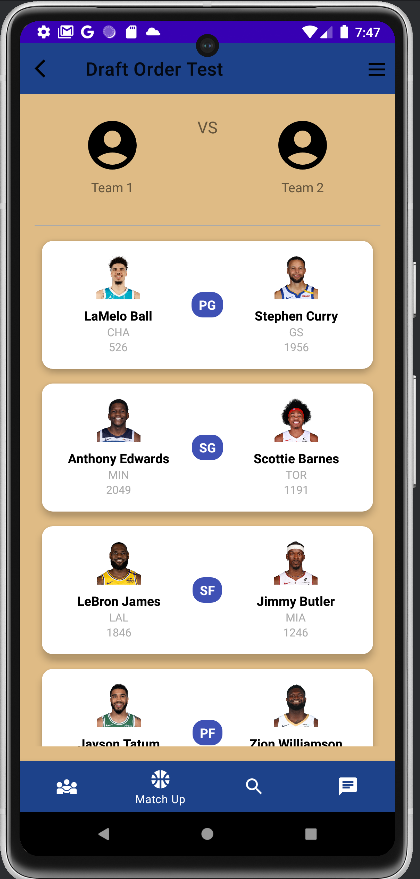 7:47
Draft Order Test
VS
Team 1 Team 2
PG
LaMelo Ball Stephen Curry
CHA GS
526 1956
SG
Anthony Edwards Scottie Barnes
MIN TOR
2049 1191
SF
LeBron James Jimmy Butler
LAL MIA
1846 1246
PF
Jayson Tatum Zion Williamson
Match Up